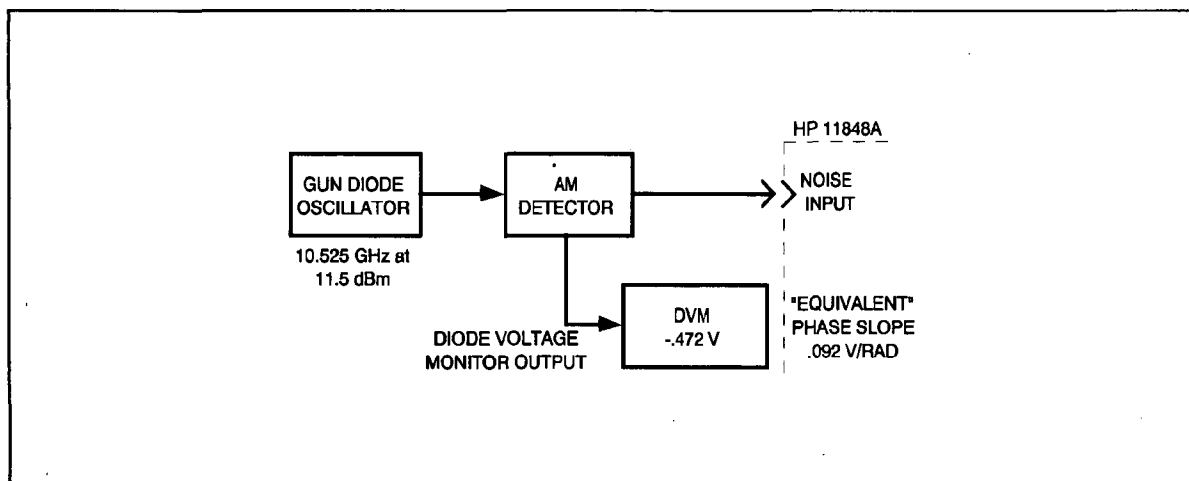 HP 11848A
GUN DIODE
OSCILLATOR
AM
DETECTOR
NOISE
INPUT
10.525 GHz at
11.5 dBm
DVM
-.472 V
"EQUIVALENT"
PHASE SLOPE
.092 V/RAD
DIODE VOLTAGE
MONITOR OUTPUT